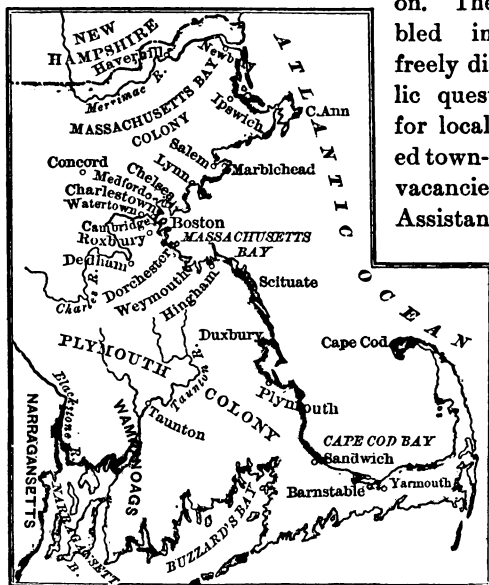 on. The
bled in
freely di
lic quest
for local
ed town-
vacancie
Assistan
NEW
HAMPSHIRE
Haverhill
Newbury
Merrimac R.
Ipswich
C.Ann
ATLANTIC OCEAN
MASSACHUSETTS BAY
COLONY
Salem
Marblehead
Lynn
Concord
Chelsea
Medford
Charlestown
Watertown
Cambridge
Boston
Roxbury
MASSACHUSETTS
BAY
Dedham
Dorchester
Weymouth
Hingham
Scituate
Charles R.
Duxbury
Cape Cod
PLYMOUTH
COLONY
Taunton R.
Blackstone R.
Plymouth
NARRAGANSETTS
WAMPANOAGS
Taunton
CAPE COD BAY
Sandwich
Barnstable
Yarmouth
NARRAGANSETT
B.
BUZZARD'S BAY